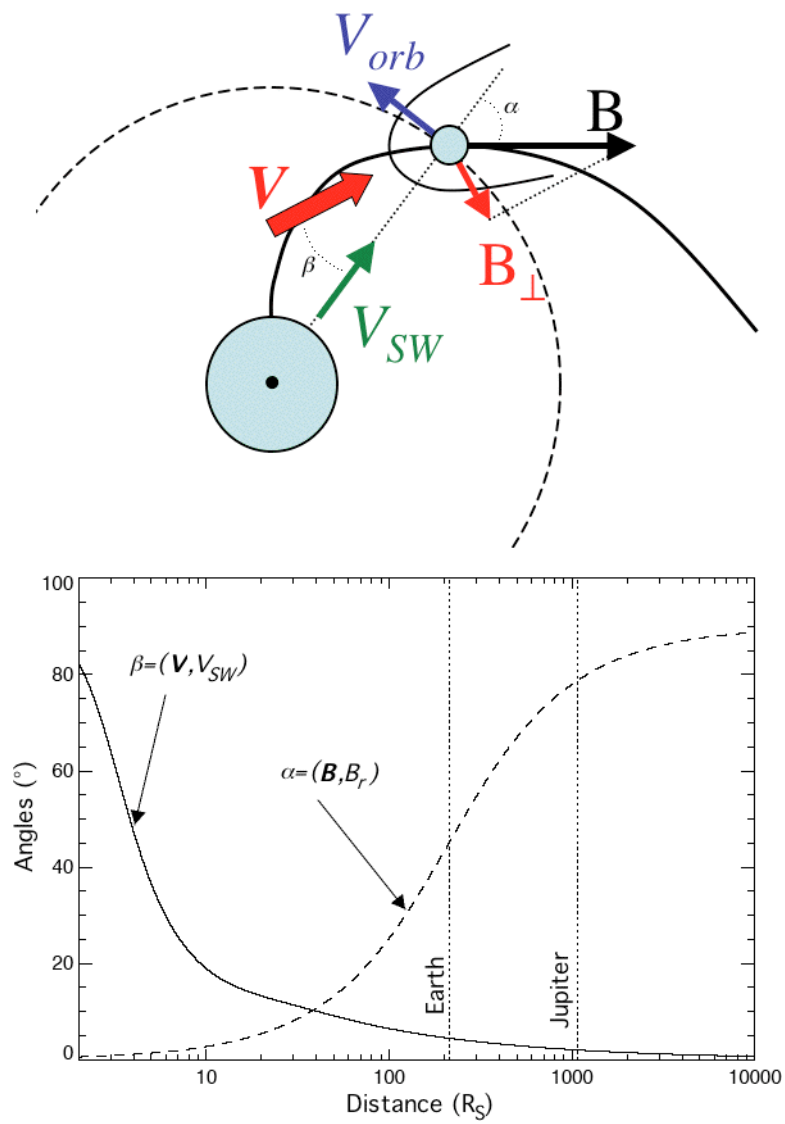 V_orb
α
B
V
β
B_⊥
V_SW
100
80
β=(V,V_SW)
α=(B,B_r)
60
Angles (°)
40
20
Earth
Jupiter
0
10
100
1000
10000
Distance (R_S)